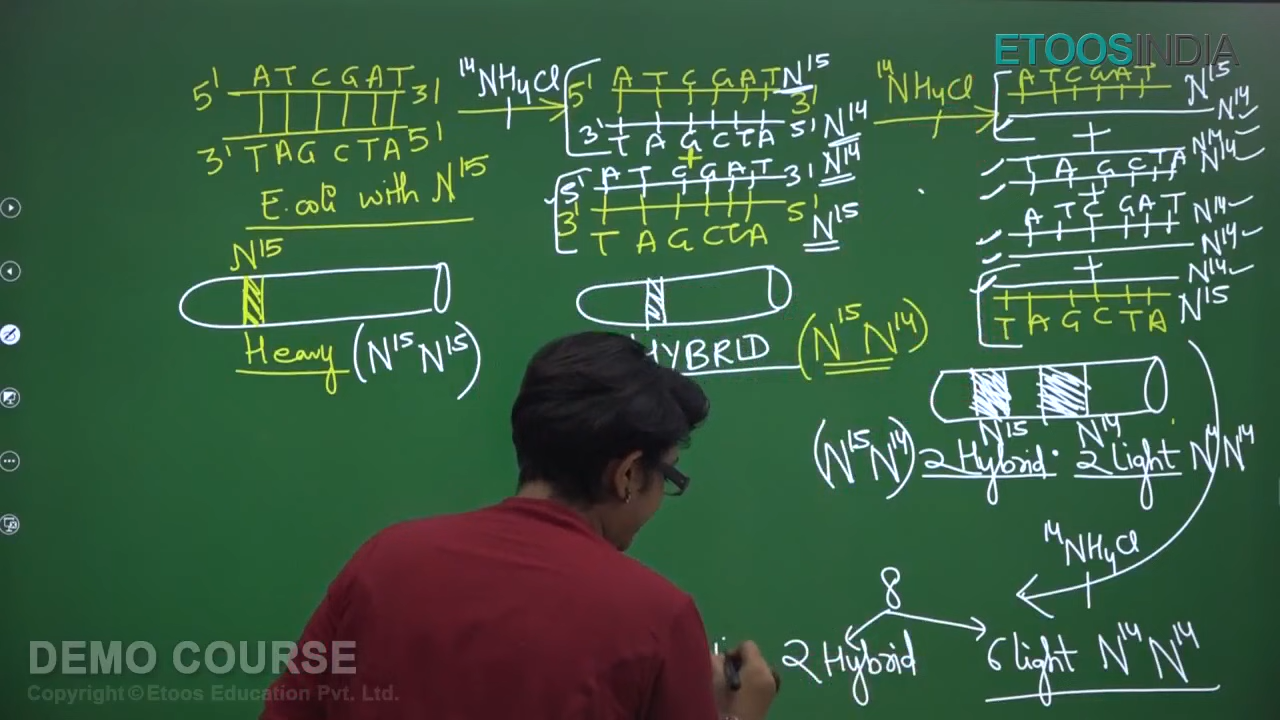 ETOOSINDIA
5' A T C G A T 3'
3' T A G C T A 5'
E.coli with N15
N15
Heavy (N15 N15)
14NH4Cl
5' A T C G A T N15
3'
3' T A G C T A 5' N14
+
5' A T C G A T 3' N14
3' T A G C T A 5' N15
HYBRID (N15 N14)
14NH4Cl
A T C G A T N15
N14
+
N14
T A G C T A N14
+
A T C G A T N14
N14
+
N14
T A G C T A N15
N15 N14
(N15 N14) 2 Hybrid. 2 Light N14 N14
14NH4Cl
8
2 Hybrid 6 light N14 N14
DEMO COURSE
Copyright © Etoos Education Pvt. Ltd.